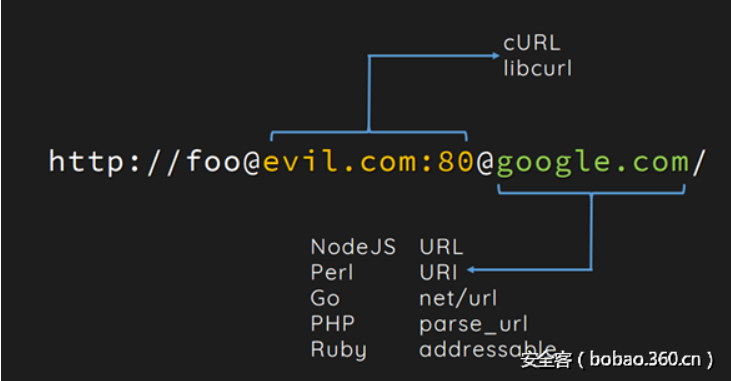 cURL
libcurl
http://foo@evil.com:80@google.com/
NodeJS URL
Perl URI
Go net/url
PHP parse_url
Ruby addressable
安全客（bobao.360.cn）